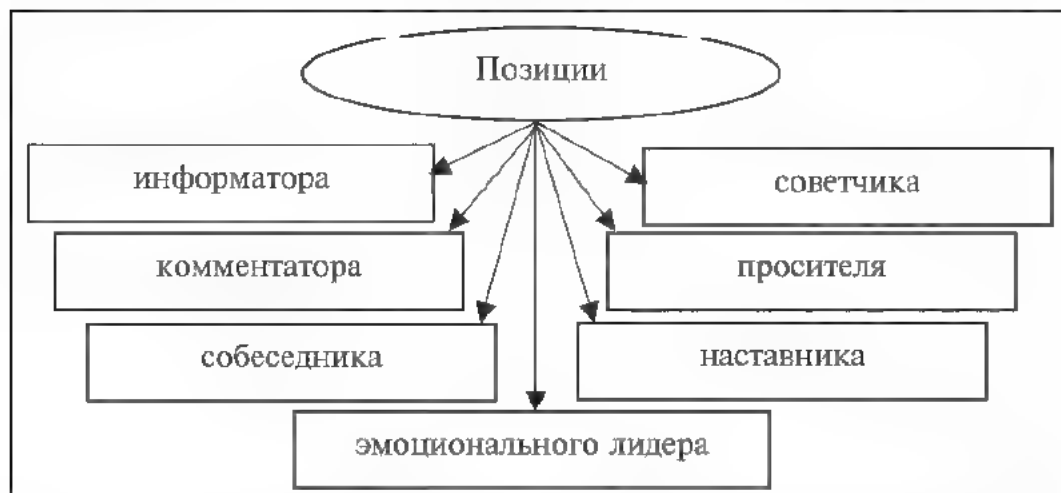 Позиции
информатора
советчика
комментатора
просителя
собеседника
наставника
эмоционального лидера